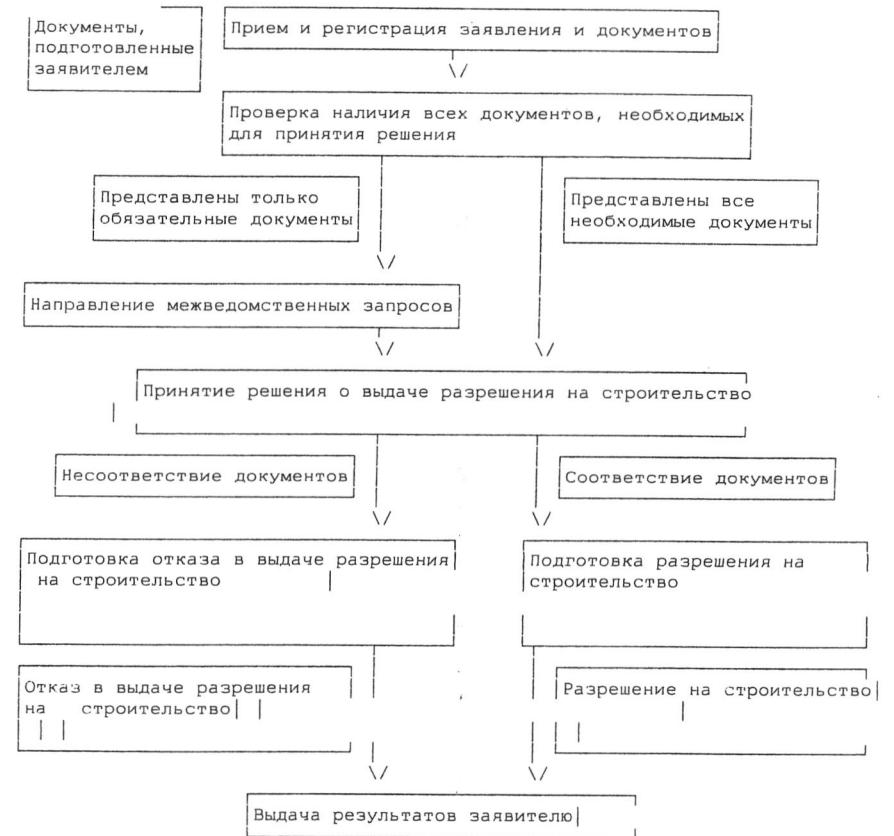 Документы,
подготовленные
заявителем
Прием и регистрация заявления и документов
Проверка наличия всех документов, необходимых
для принятия решения
Представлены только
обязательные документы
Представлены все
необходимые документы
Направление межведомственных запросов
Принятие решения о выдаче разрешения на строительство
Несоответствие документов
Соответствие документов
Подготовка отказа в выдаче разрешения
на строительство
Подготовка разрешения на
строительство
Отказ в выдаче разрешения
на строительство
Разрешение на строительство
Выдача результатов заявителю